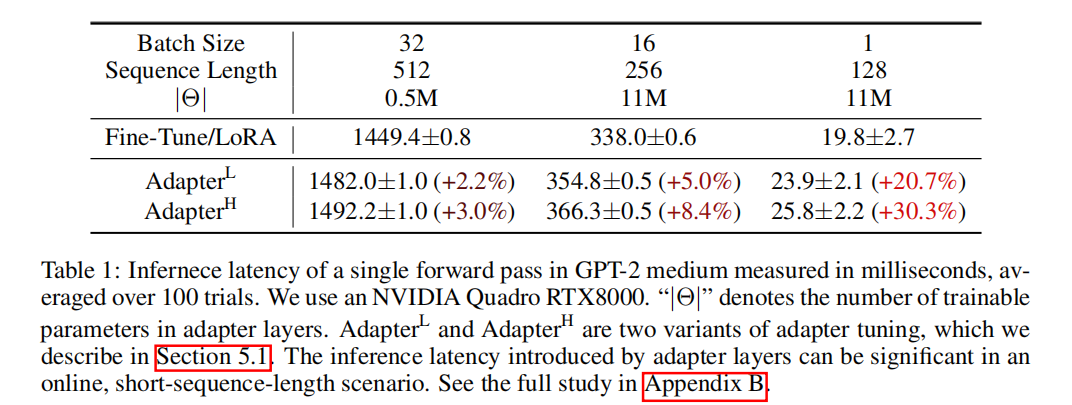 Batch Size 32 16 1
Sequence Length 512 256 128
|Θ| 0.5M 11M 11M
Fine-Tune/LoRA 1449.4±0.8 338.0±0.6 19.8±2.7
Adapter^L 1482.0±1.0 (+2.2%) 354.8±0.5 (+5.0%) 23.9±2.1 (+20.7%)
Adapter^H 1492.2±1.0 (+3.0%) 366.3±0.5 (+8.4%) 25.8±2.2 (+30.3%)
Table 1: Infernece latency of a single forward pass in GPT-2 medium measured in milliseconds, av-
eraged over 100 trials. We use an NVIDIA Quadro RTX8000. “|Θ|” denotes the number of trainable
parameters in adapter layers. Adapter^L and Adapter^H are two variants of adapter tuning, which we
describe in Section 5.1. The inference latency introduced by adapter layers can be significant in an
online, short-sequence-length scenario. See the full study in Appendix B.